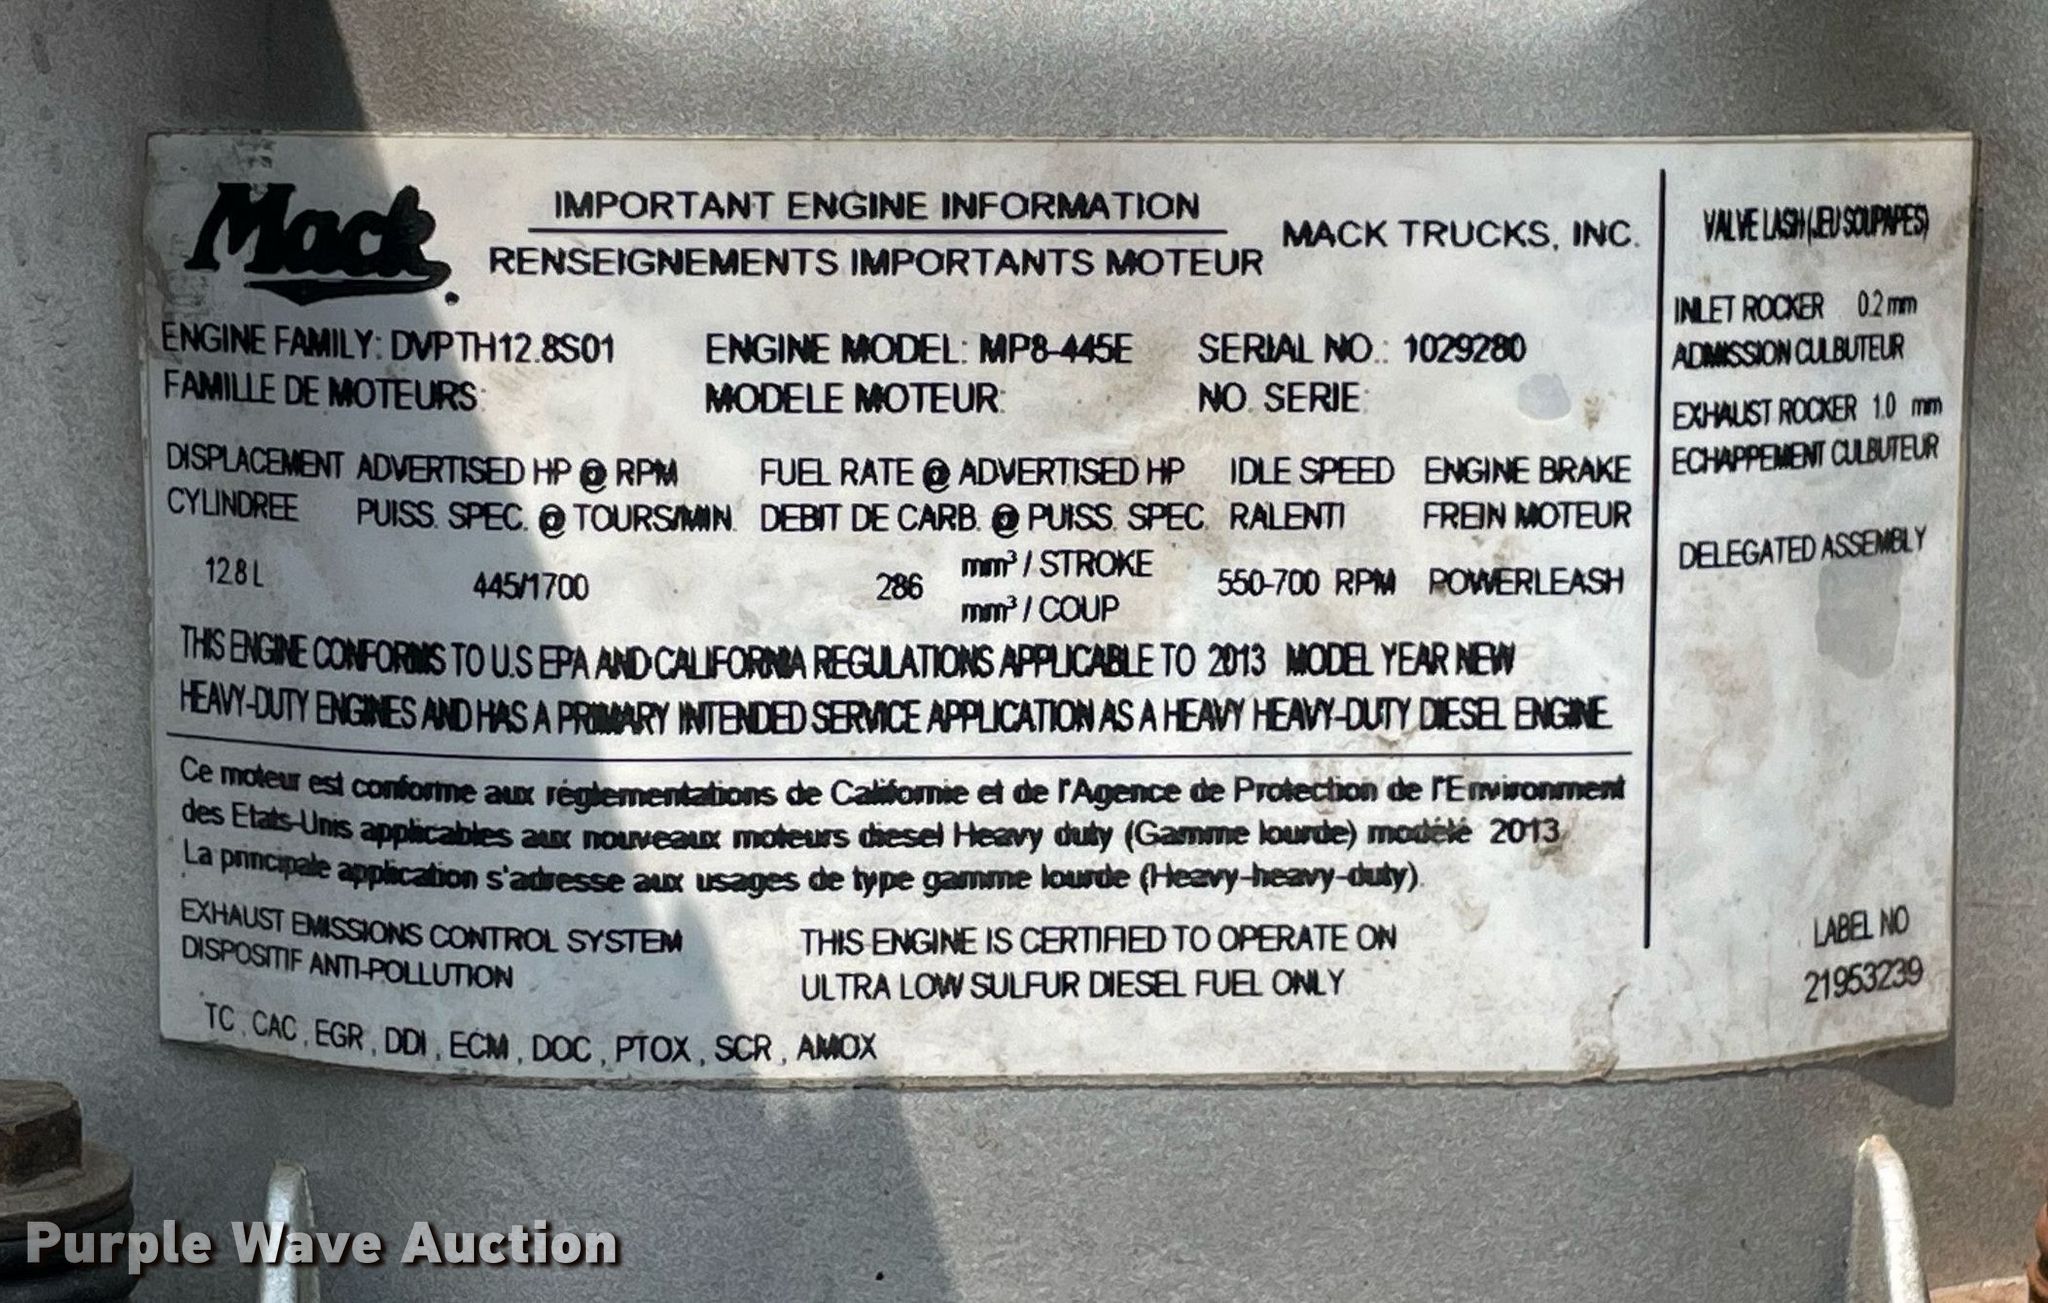 Mack
IMPORTANT ENGINE INFORMATION
RENSEIGNEMENTS IMPORTANTS MOTEUR
MACK TRUCKS, INC.
ENGINE FAMILY: DVPTH12.8S01 ENGINE MODEL: MP8-445E SERIAL NO.: 1029280
FAMILLE DE MOTEURS: MODELE MOTEUR: NO. SERIE:
DISPLACEMENT ADVERTISED HP @ RPM FUEL RATE @ ADVERTISED HP IDLE SPEED ENGINE BRAKE
CYLINDREE PUISS. SPEC. @ TOURS/MIN. DEBIT DE CARB. @ PUISS. SPEC. RALENTI FREIN MOTEUR
12.8 L 445/1700 286 mm³ / STROKE 550-700 RPM POWERLEASH
mm³ / COUP
THIS ENGINE CONFORMS TO U.S EPA AND CALIFORNIA REGULATIONS APPLICABLE TO 2013 MODEL YEAR NEW
HEAVY-DUTY ENGINES AND HAS A PRIMARY INTENDED SERVICE APPLICATION AS A HEAVY HEAVY-DUTY DIESEL ENGINE.
Ce moteur est conforme aux réglementations de Californie et de l'Agence de Protection de l'Environment
des Etats-Unis applicables aux nouveaux moteurs diesel Heavy duty (Gamme lourde) modélé 2013.
La principale application s'adresse aux usages de type gamme lourde (Heavy-heavy-duty).
EXHAUST EMISSIONS CONTROL SYSTEM
DISPOSITIF ANTI-POLLUTION
THIS ENGINE IS CERTIFIED TO OPERATE ON
ULTRA LOW SULFUR DIESEL FUEL ONLY
TC , CAC , EGR , DDI , ECM , DOC , PTOX , SCR , AMOX
VALVE LASH (JEU SOUPAPES)
INLET ROCKER 0.2 mm
ADMISSION CULBUTEUR
EXHAUST ROCKER 1.0 mm
ECHAPPEMENT CULBUTEUR
DELEGATED ASSEMBLY
LABEL NO
21953239
Purple Wave Auction